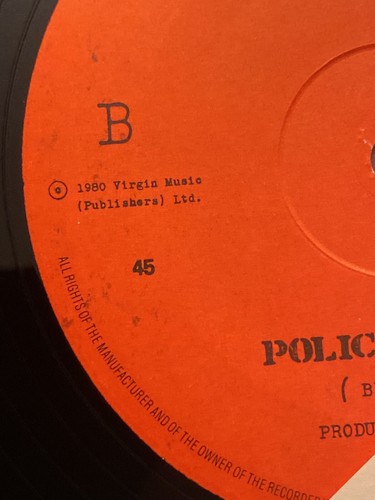 B
℗ 1980 Virgin Music
(Publishers) Ltd.
45
POLIC
( B
PRODU
ALL RIGHTS OF THE MANUFACTURER AND OF THE OWNER OF THE RECORDED